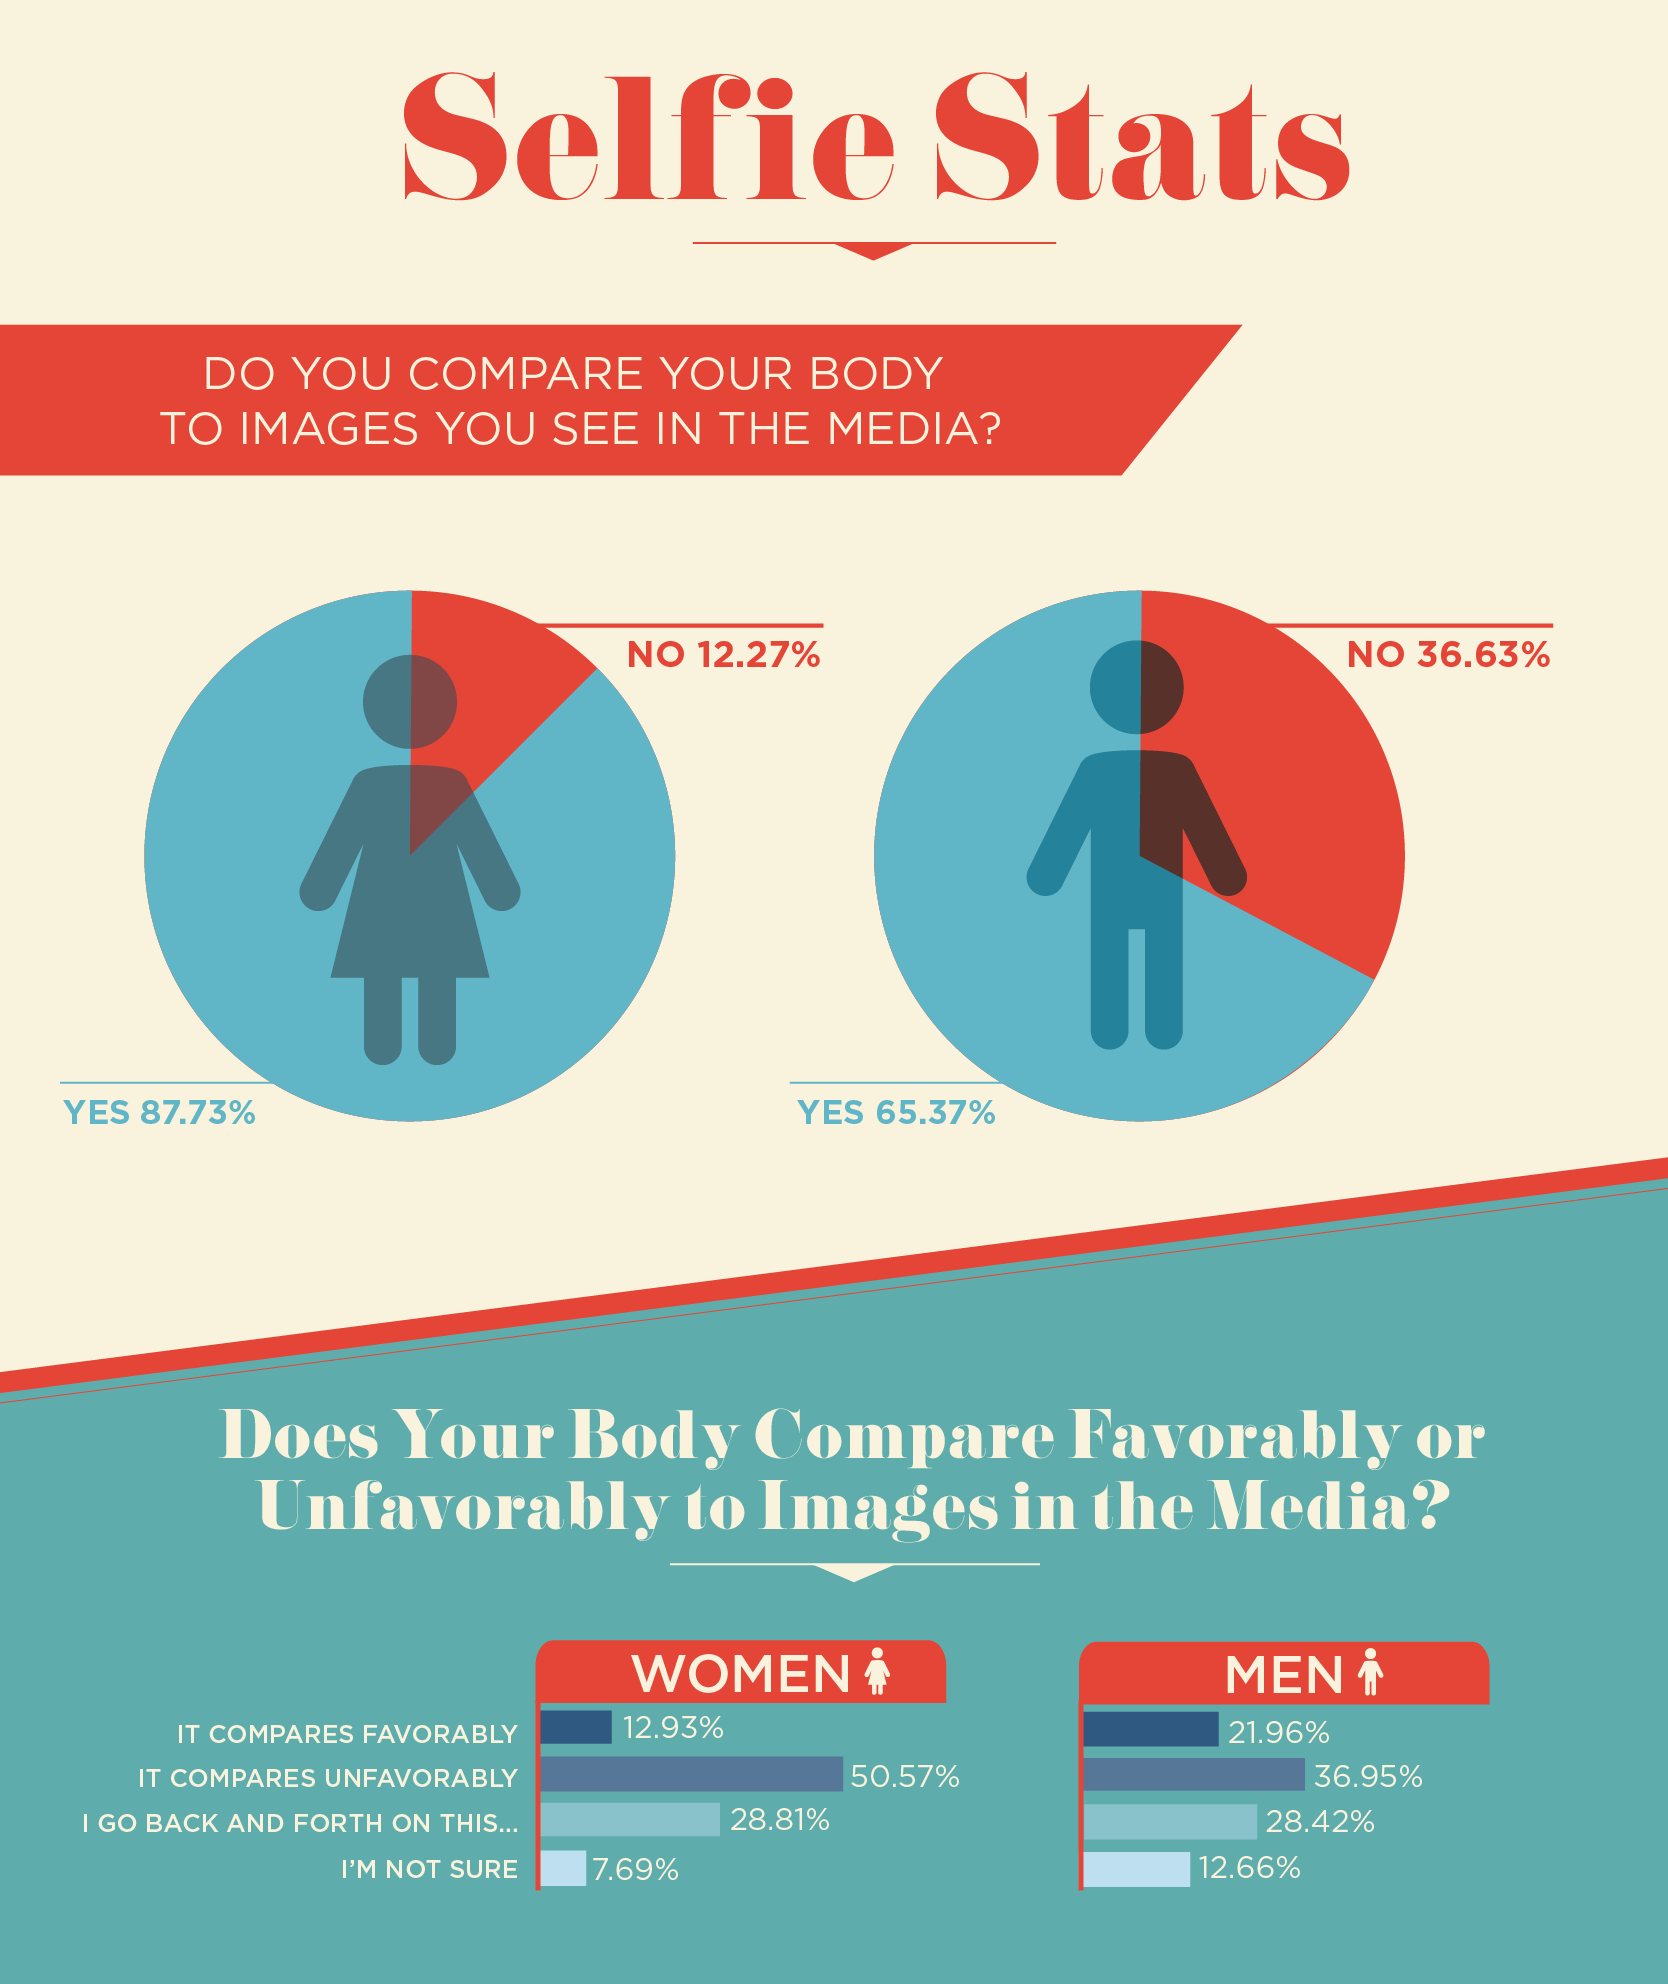 Selfie Stats
DO YOU COMPARE YOUR BODY
TO IMAGES YOU SEE IN THE MEDIA?
NO 12.27%
NO 36.63%
YES 87.73%
YES 65.37%
Does Your Body Compare Favorably or
Unfavorably to Images in the Media?
WOMEN
MEN
IT COMPARES FAVORABLY 12.93% 21.96%
IT COMPARES UNFAVORABLY 50.57% 36.95%
I GO BACK AND FORTH ON THIS... 28.81% 28.42%
I'M NOT SURE 7.69% 12.66%